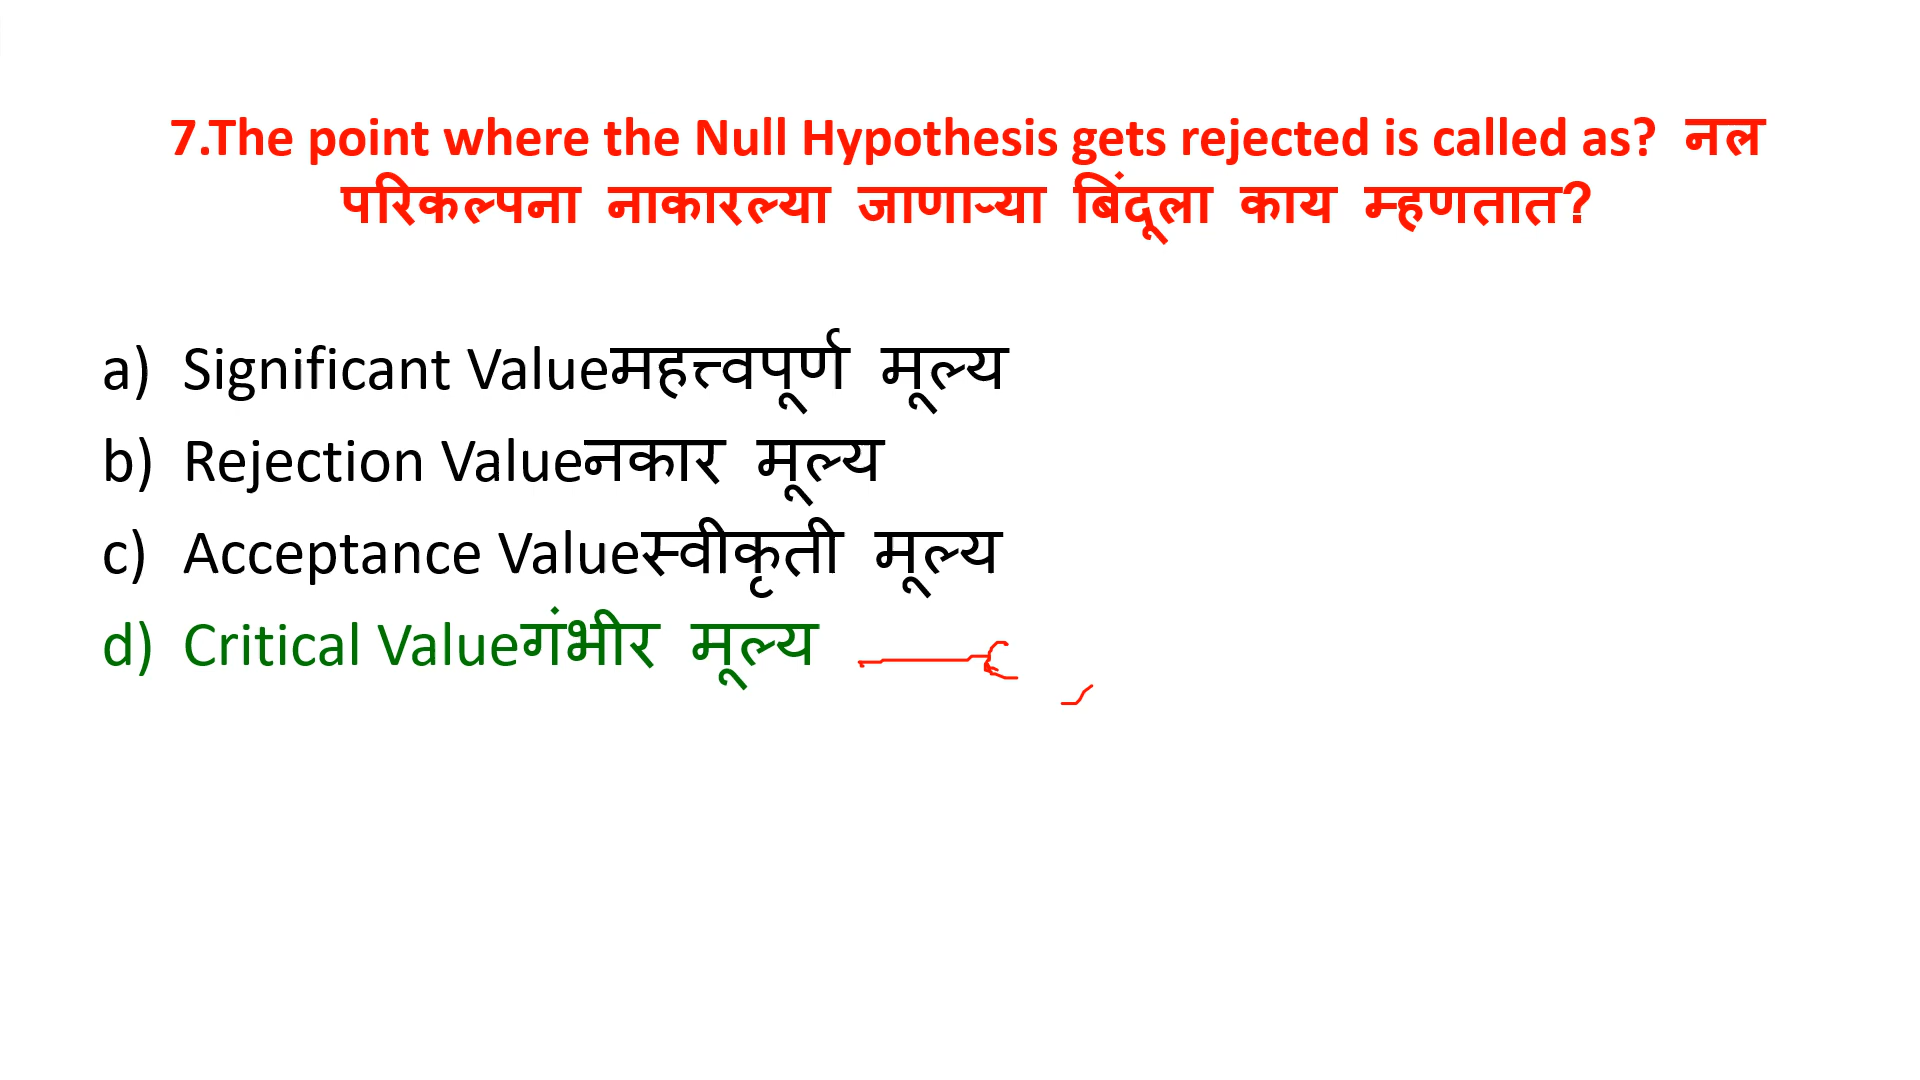 7.The point where the Null Hypothesis gets rejected is called as? नल
परिकल्पना नाकारल्या जाणाऱ्या बिंदूला काय म्हणतात?
a) Significant Valueमहत्त्वपूर्ण मूल्य
b) Rejection Valueनकार मूल्य
c) Acceptance Valueस्वीकृती मूल्य
d) Critical Valueगंभीर मूल्य